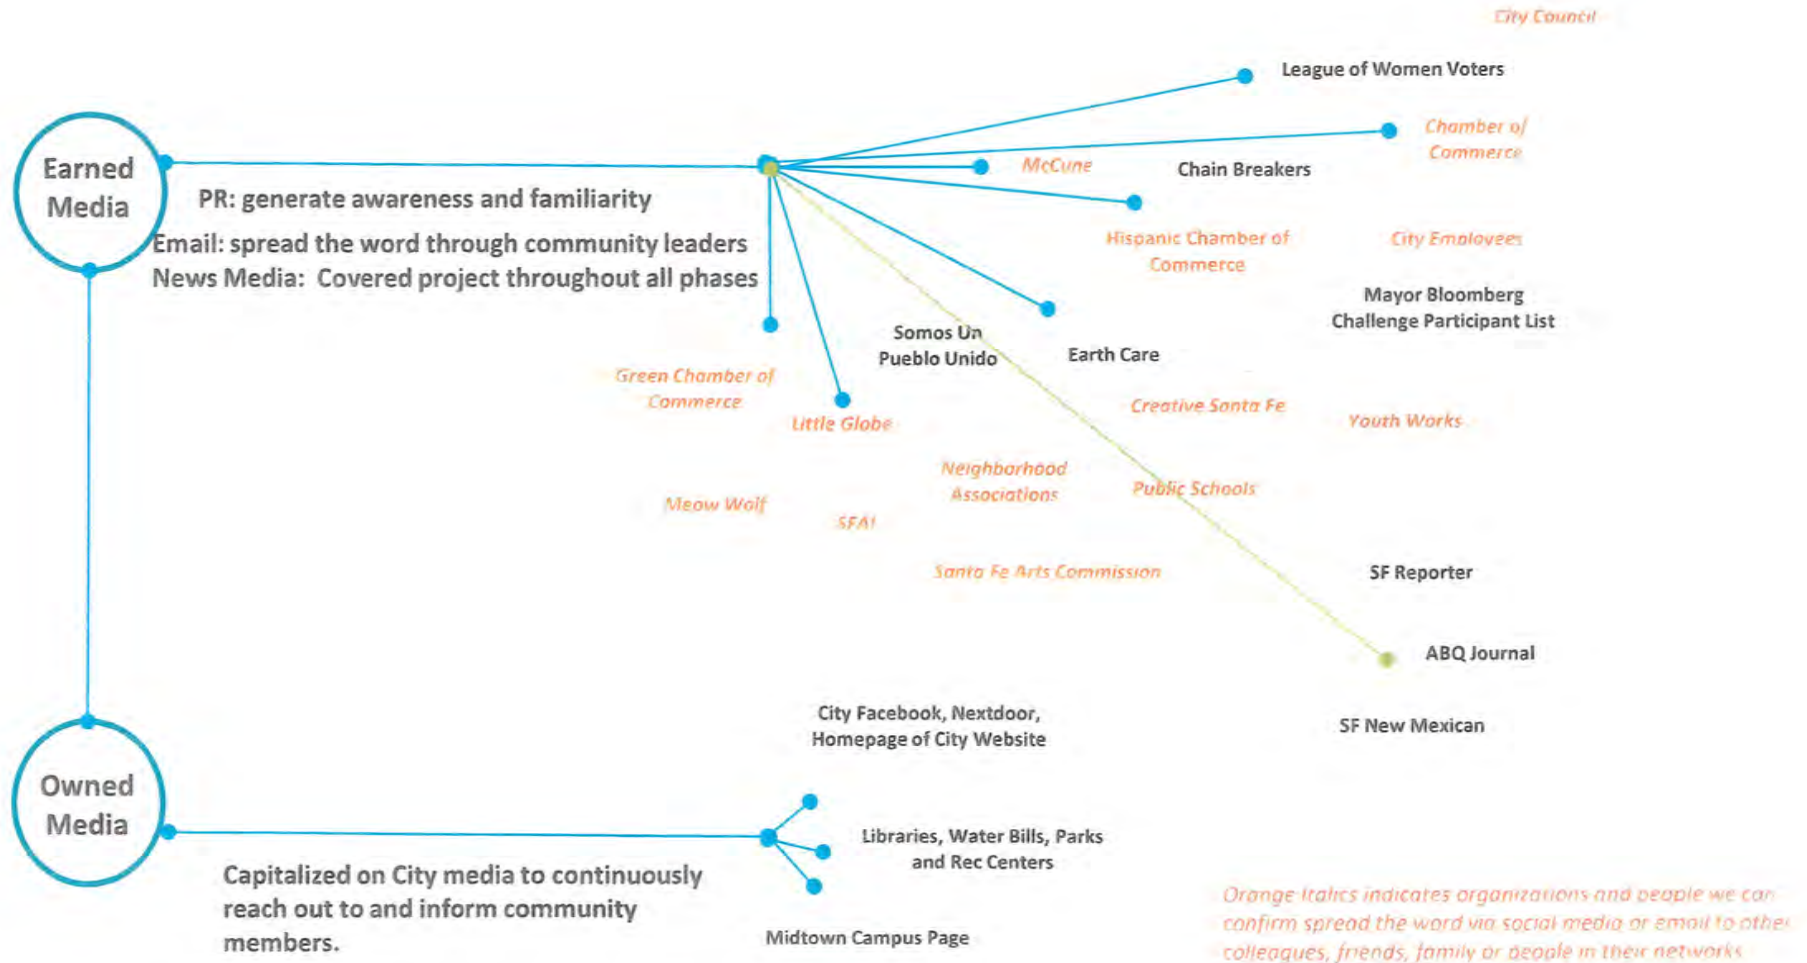 City Council
League of Women Voters
Chamber of
Commerce
McCune
Chain Breakers
Earned
Media
PR: generate awareness and familiarity
Email: spread the word through community leaders
News Media: Covered project throughout all phases
Hispanic Chamber of
Commerce
City Employees
Mayor Bloomberg
Challenge Participant List
Somos Un
Pueblo Unido
Earth Care
Green Chamber of
Commerce
Little Globe
Creative Santa Fe
Youth Works
Neighborhood
Associations
Public Schools
Meow Wolf
SFAI
Santa Fe Arts Commission
SF Reporter
ABQ Journal
SF New Mexican
City Facebook, Nextdoor,
Homepage of City Website
Owned
Media
Libraries, Water Bills, Parks
and Rec Centers
Capitalized on City media to continuously
reach out to and inform community
members.
Midtown Campus Page
Orange Italics indicates organizations and people we can
confirm spread the word via social media or email to other
colleagues, friends, family or people in their networks